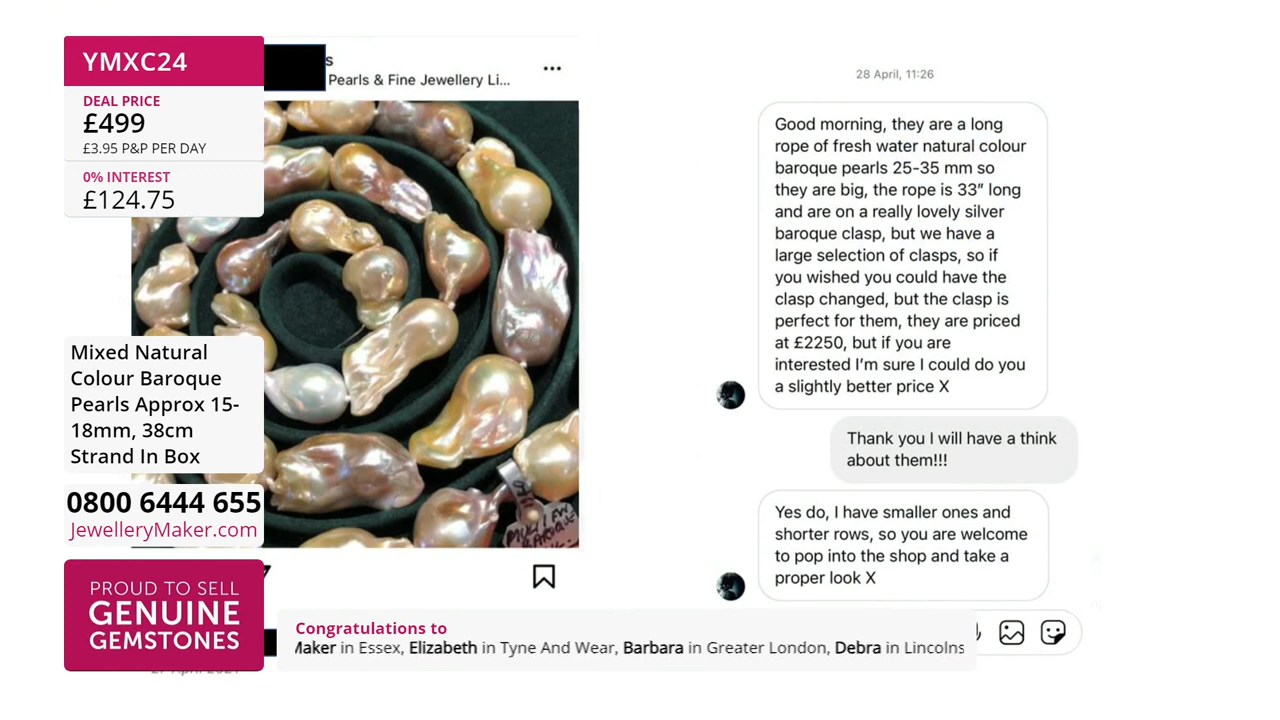 YMXC24
DEAL PRICE
£499
£3.95 P&P PER DAY
0% INTEREST
£124.75
s
Pearls & Fine Jewellery Li...
Mixed Natural
Colour Baroque
Pearls Approx 15-
18mm, 38cm
Strand In Box
0800 6444 655
JewelleryMaker.com
PROUD TO SELL
GENUINE
GEMSTONES
28 April, 11:26
Good morning, they are a long
rope of fresh water natural colour
baroque pearls 25-35 mm so
they are big, the rope is 33” long
and are on a really lovely silver
baroque clasp, but we have a
large selection of clasps, so if
you wished you could have the
clasp changed, but the clasp is
perfect for them, they are priced
at £2250, but if you are
interested I’m sure I could do you
a slightly better price X
Thank you I will have a think
about them!!!
Yes do, I have smaller ones and
shorter rows, so you are welcome
to pop into the shop and take a
proper look X
Congratulations to
Maker in Essex, Elizabeth in Tyne And Wear, Barbara in Greater London, Debra in Lincolns